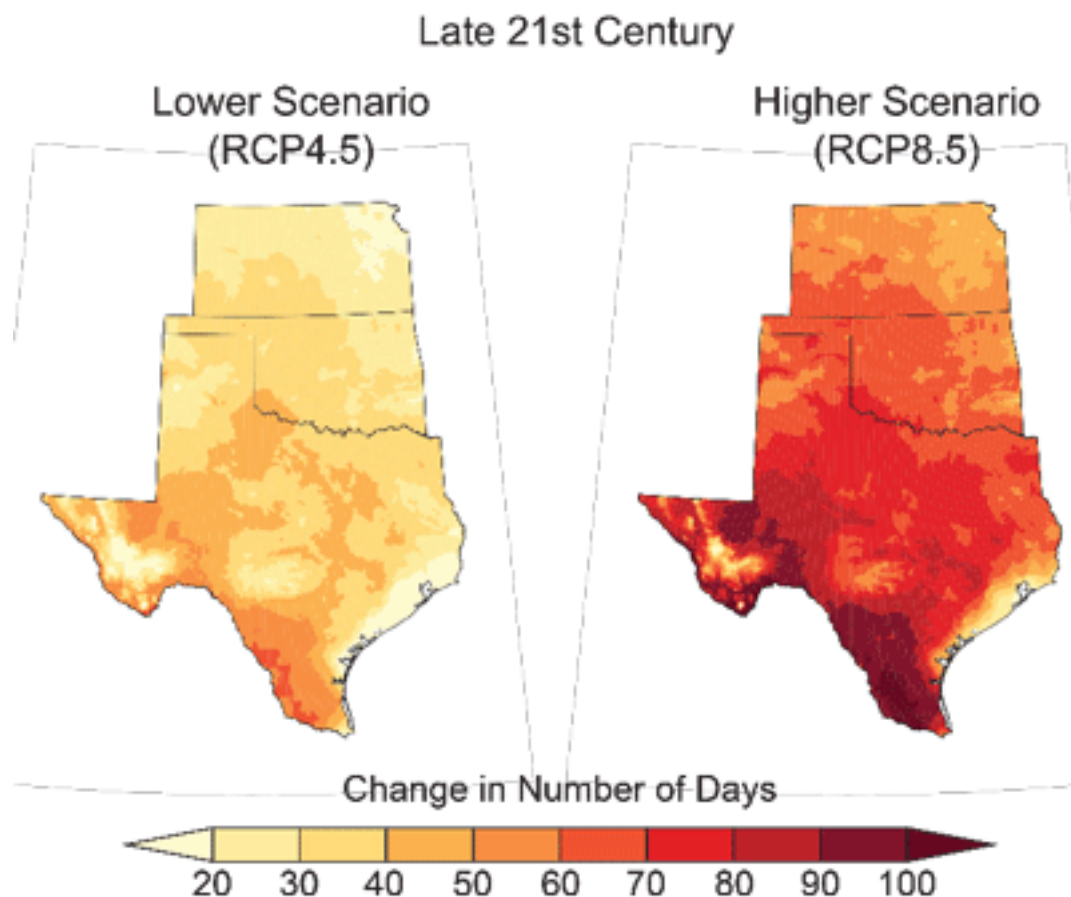 Late 21st Century
Lower Scenario
(RCP4.5)
Higher Scenario
(RCP8.5)
Change in Number of Days
20 30 40 50 60 70 80 90 100